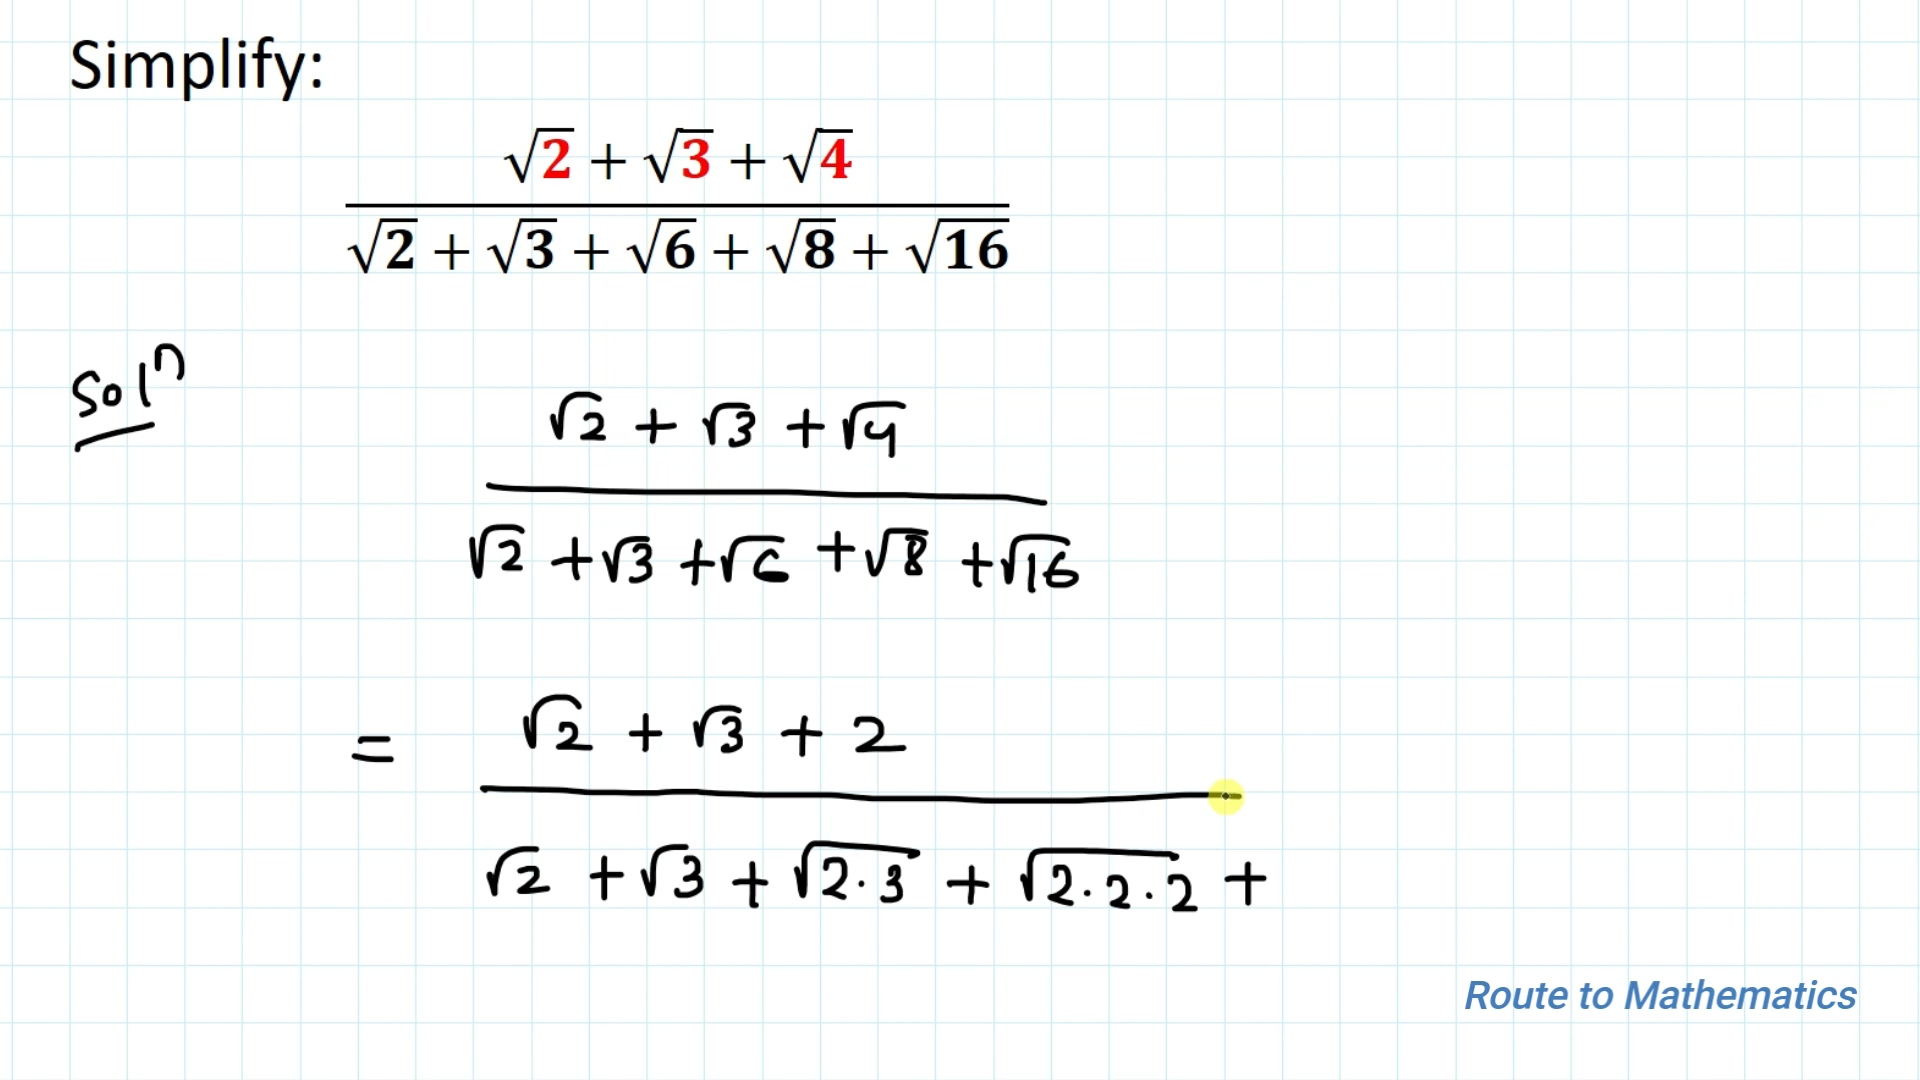 Simplify:
√2 + √3 + √4
√2 + √3 + √6 + √8 + √16
Solⁿ
√2 + √3 + √4
√2 + √3 + √6 + √8 + √16
= √2 + √3 + 2
√2 + √3 + √2·3 + √2·2·2 +
Route to Mathematics